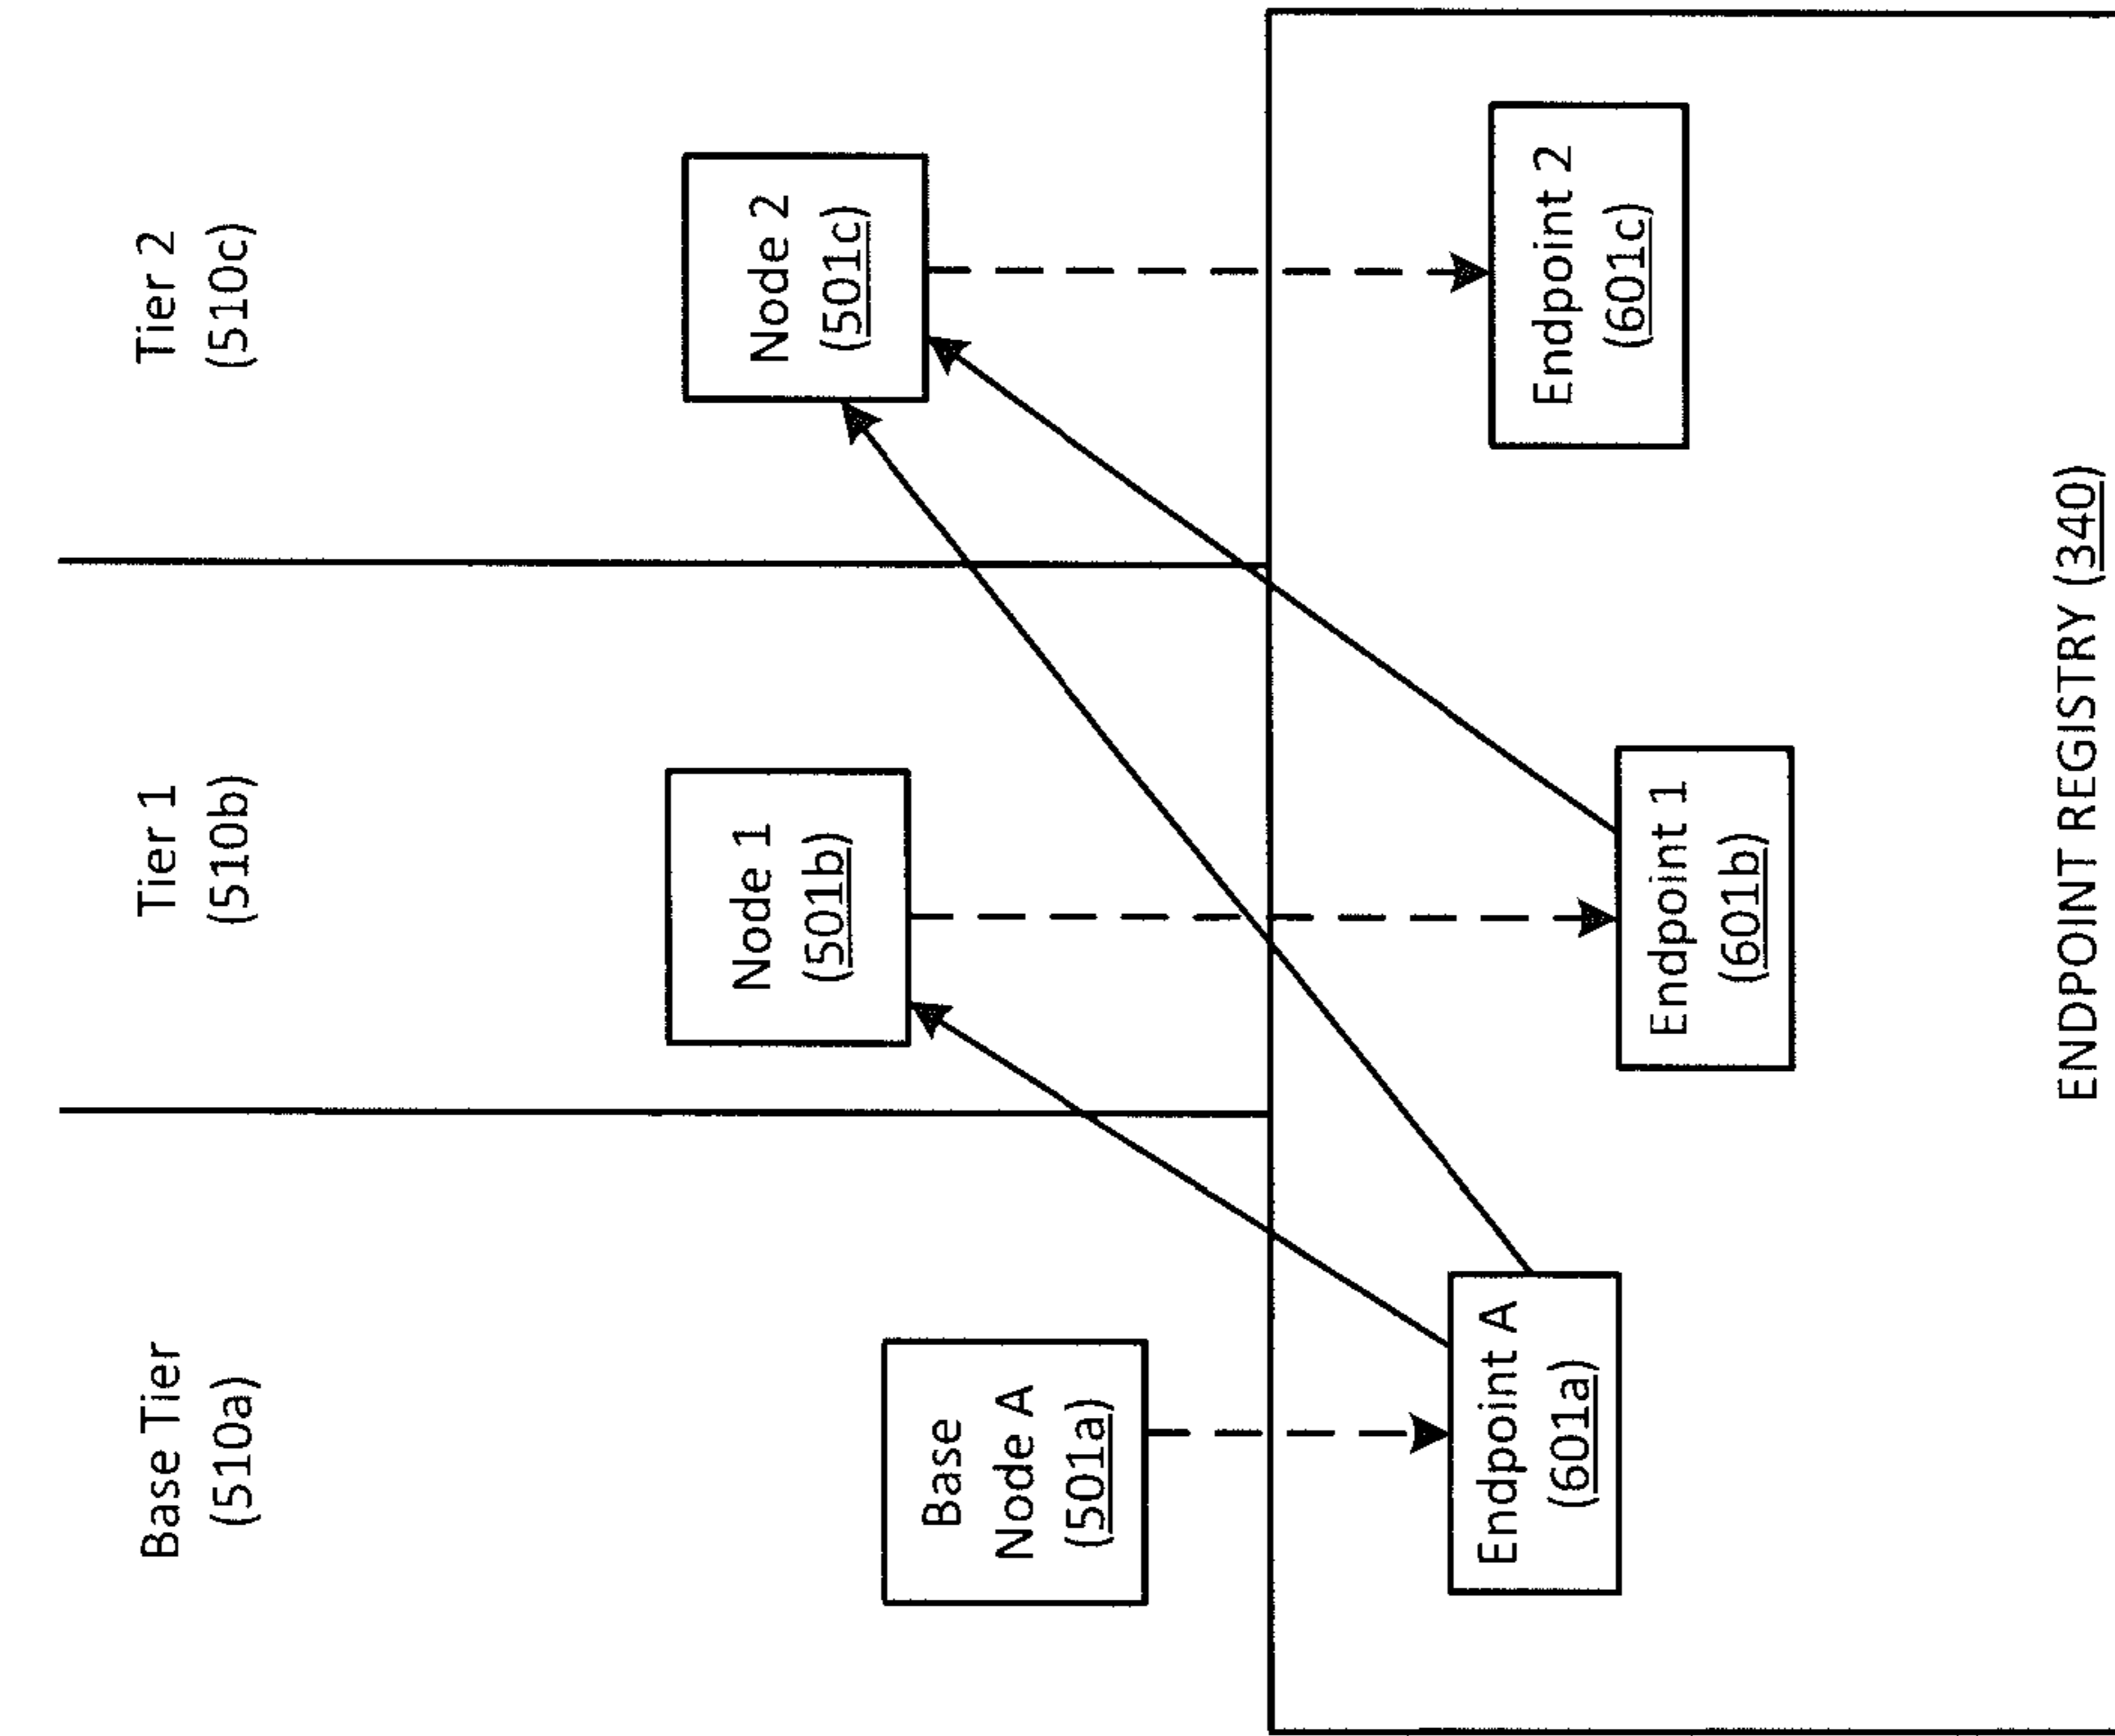 Base Tier
(510a)
Tier 1
(510b)
Tier 2
(510c)
Base
Node A
(501a)
Node 1
(501b)
Node 2
(501c)
Endpoint A
(601a)
Endpoint 1
(601b)
Endpoint 2
(601c)
ENDPOINT REGISTRY (340)